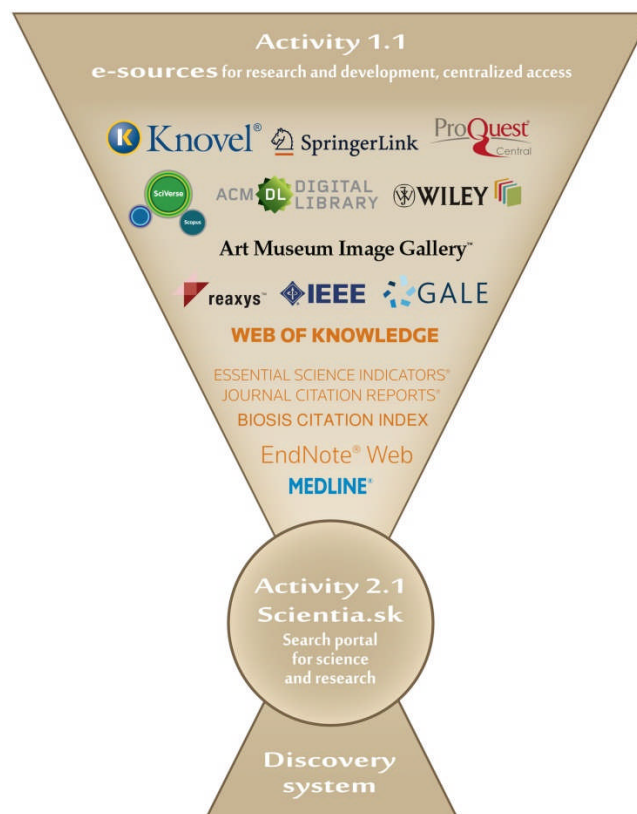 Activity 1.1
e-sources for research and development, centralized access
K Knovel® SpringerLink ProQuest®
Central
SciVerse
Scopus
ACM DL DIGITAL
LIBRARY
WILEY
Art Museum Image Gallery™
reaxys™ IEEE GALE
WEB OF KNOWLEDGE
ESSENTIAL SCIENCE INDICATORS®
JOURNAL CITATION REPORTS®
BIOSIS CITATION INDEX
EndNote® Web
MEDLINE®
Activity 2.1
Scientia.sk
Search portal
for science
and research
Discovery
system